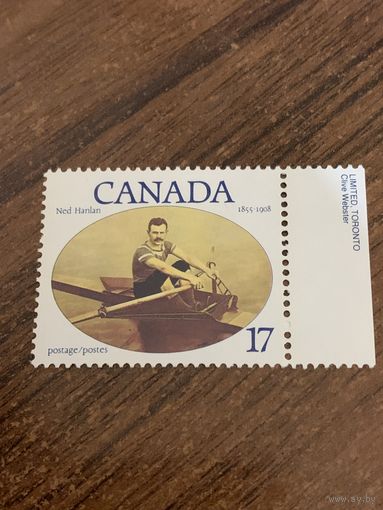 CANADA
Ned Hanlan
1855-1908
postage/postes
17
LIMITED, TORONTO
Clive Webster
www.ay.by